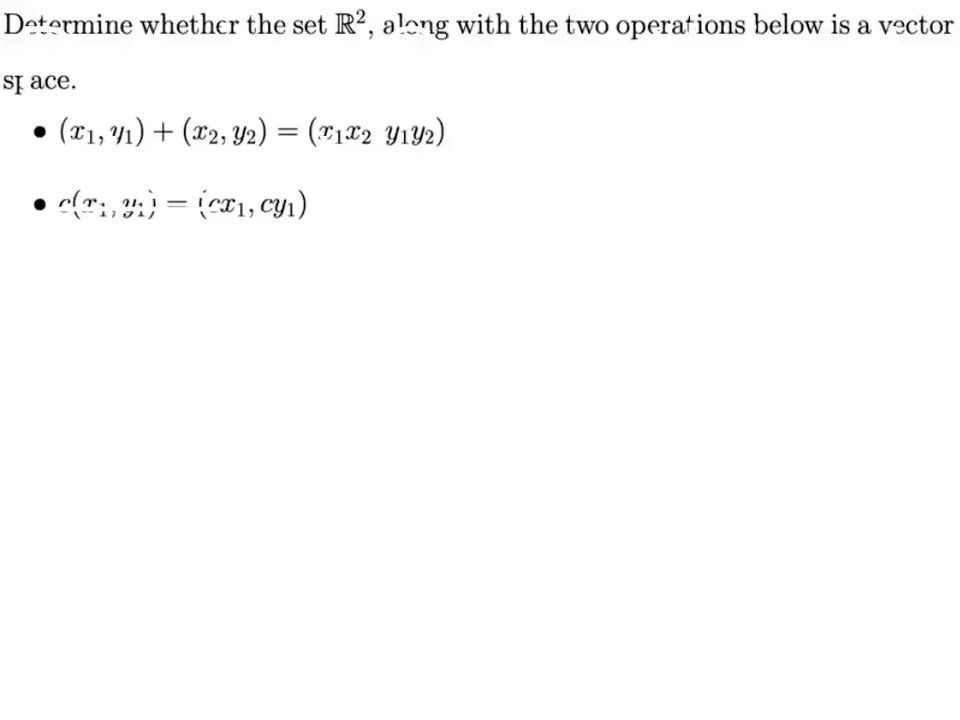 Determine whether the set ℝ², along with the two operations below is a vector
space.
• (x₁, y₁) + (x₂, y₂) = (x₁x₂ y₁y₂)
• c(x₁, y₁) = (cx₁, cy₁)